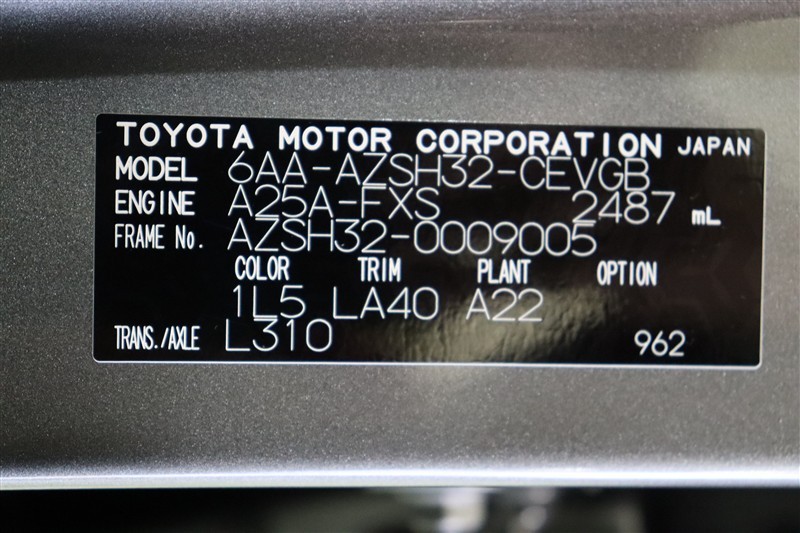 TOYOTA MOTOR CORPORATION JAPAN
MODEL 6AA-AZSH32-CEVGB
ENGINE A25A-FXS 2487 mL
FRAME No. AZSH32-0009005
COLOR TRIM PLANT OPTION
1L5 LA40 A22
TRANS./AXLE L310 962